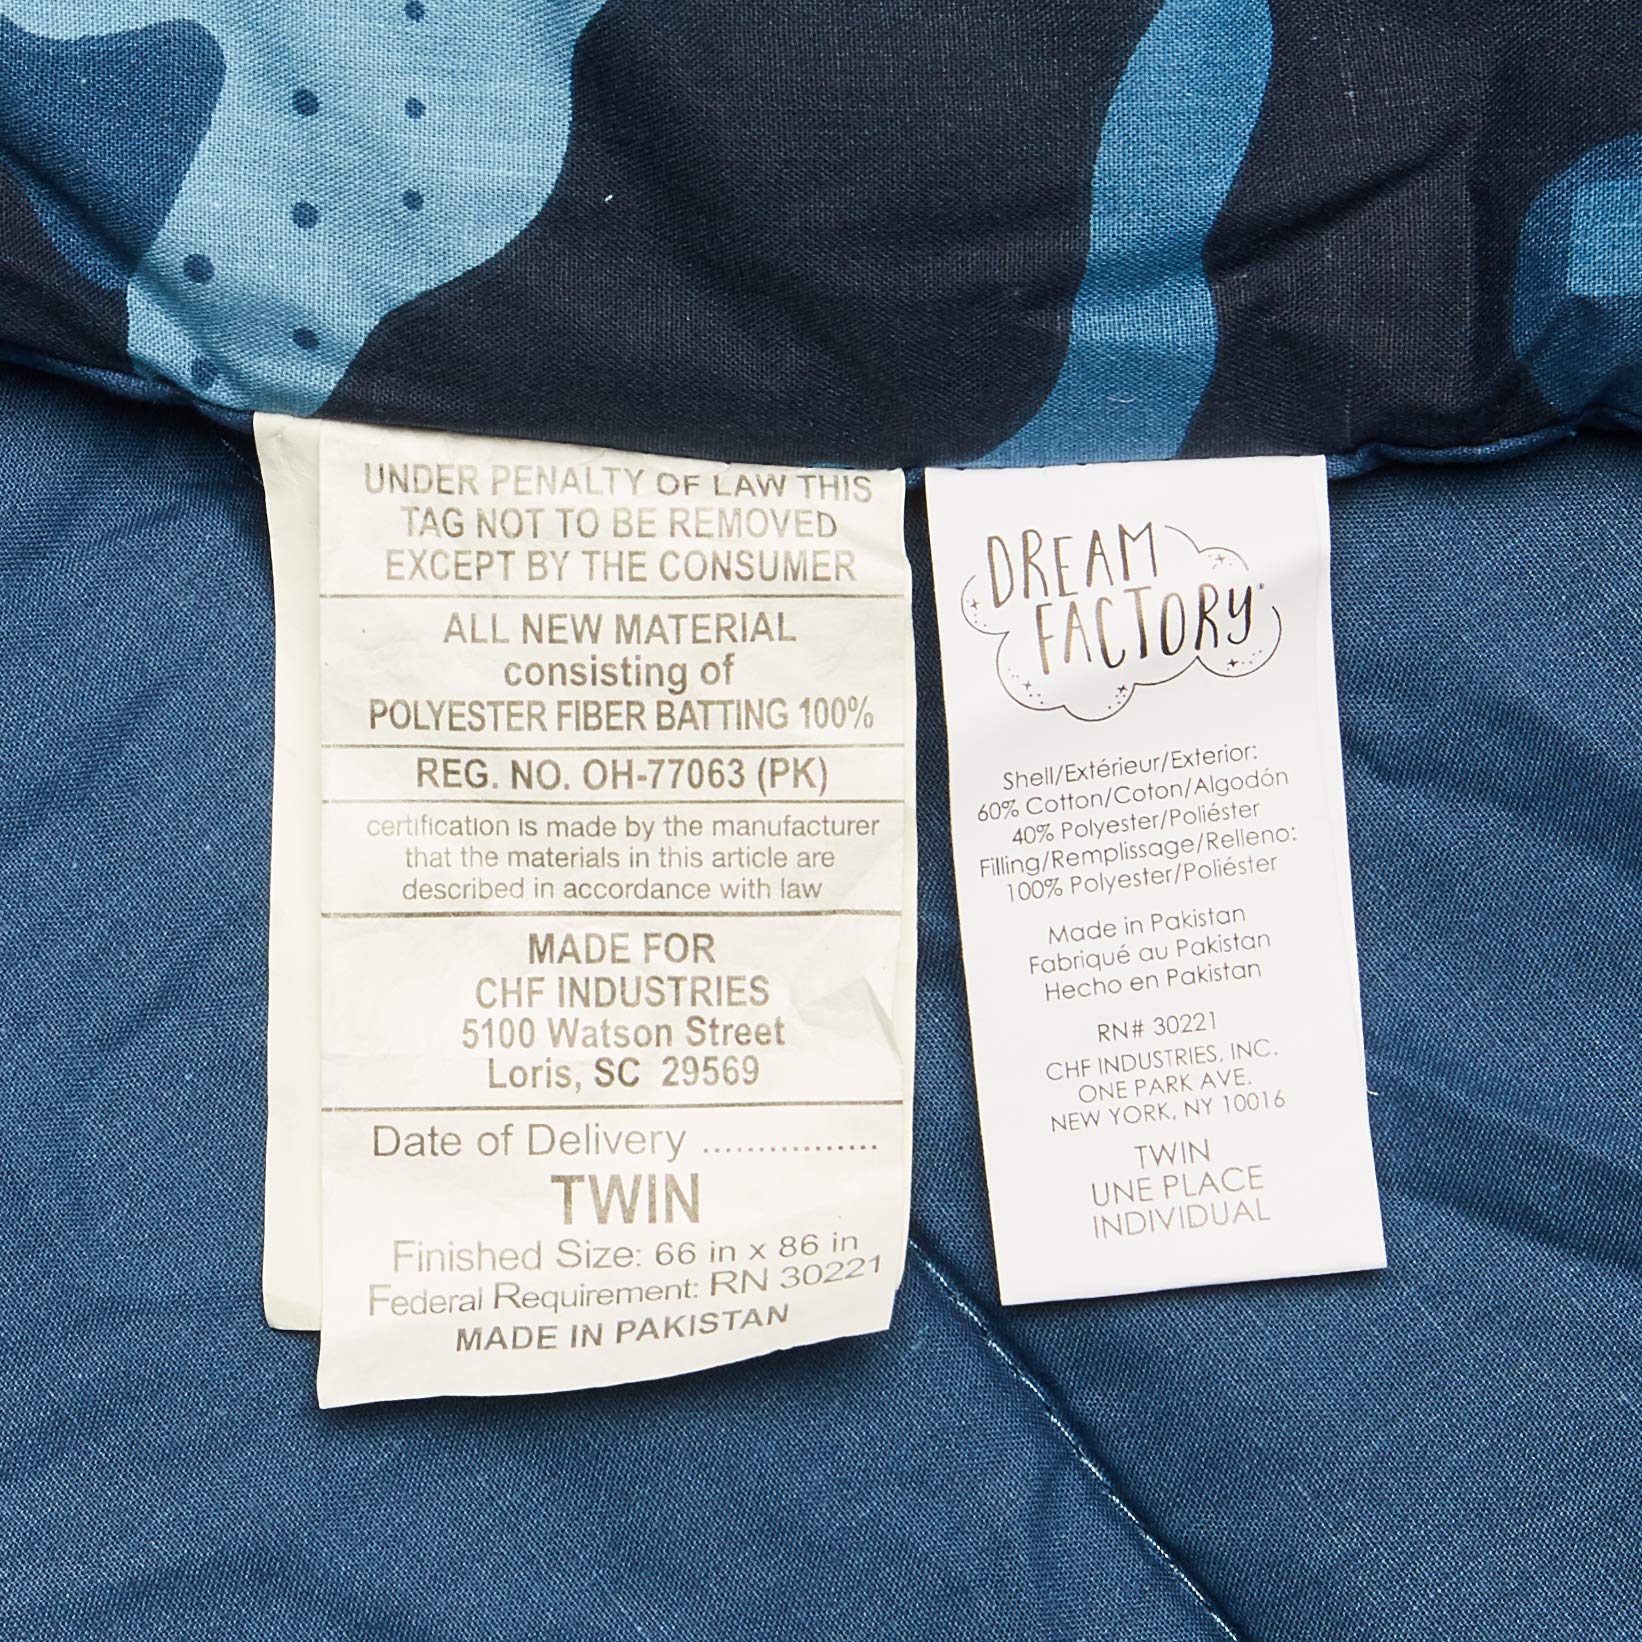 UNDER PENALTY OF LAW THIS
TAG NOT TO BE REMOVED
EXCEPT BY THE CONSUMER
ALL NEW MATERIAL
consisting of
POLYESTER FIBER BATTING 100%
REG. NO. OH-77063 (PK)
certification is made by the manufacturer
that the materials in this article are
described in accordance with law
MADE FOR
CHF INDUSTRIES
5100 Watson Street
Loris, SC 29569
Date of Delivery ................
TWIN
Finished Size: 66 in x 86 in
Federal Requirement: RN 30221
MADE IN PAKISTAN
DREAM
FACTORY®
Shell/Extérieur/Exterior:
60% Cotton/Coton/Algodón
40% Polyester/Poliéster
Filling/Remplissage/Relleno:
100% Polyester/Poliéster
Made in Pakistan
Fabriqué au Pakistan
Hecho en Pakistan
RN# 30221
CHF INDUSTRIES, INC.
ONE PARK AVE.
NEW YORK, NY 10016
TWIN
UNE PLACE
INDIVIDUAL